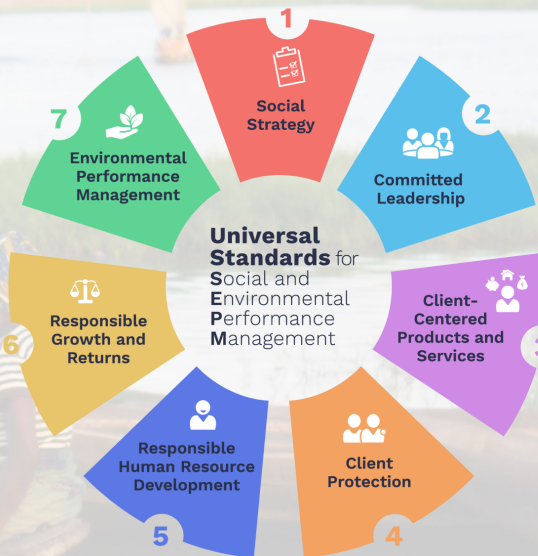 1
Social
Strategy
2
Committed
Leadership
3
Client-
Centered
Products and
Services
4
Client
Protection
5
Responsible
Human Resource
Development
6
Responsible
Growth and
Returns
7
Environmental
Performance
Management
Universal
Standards for
Social and
Environmental
Performance
Management